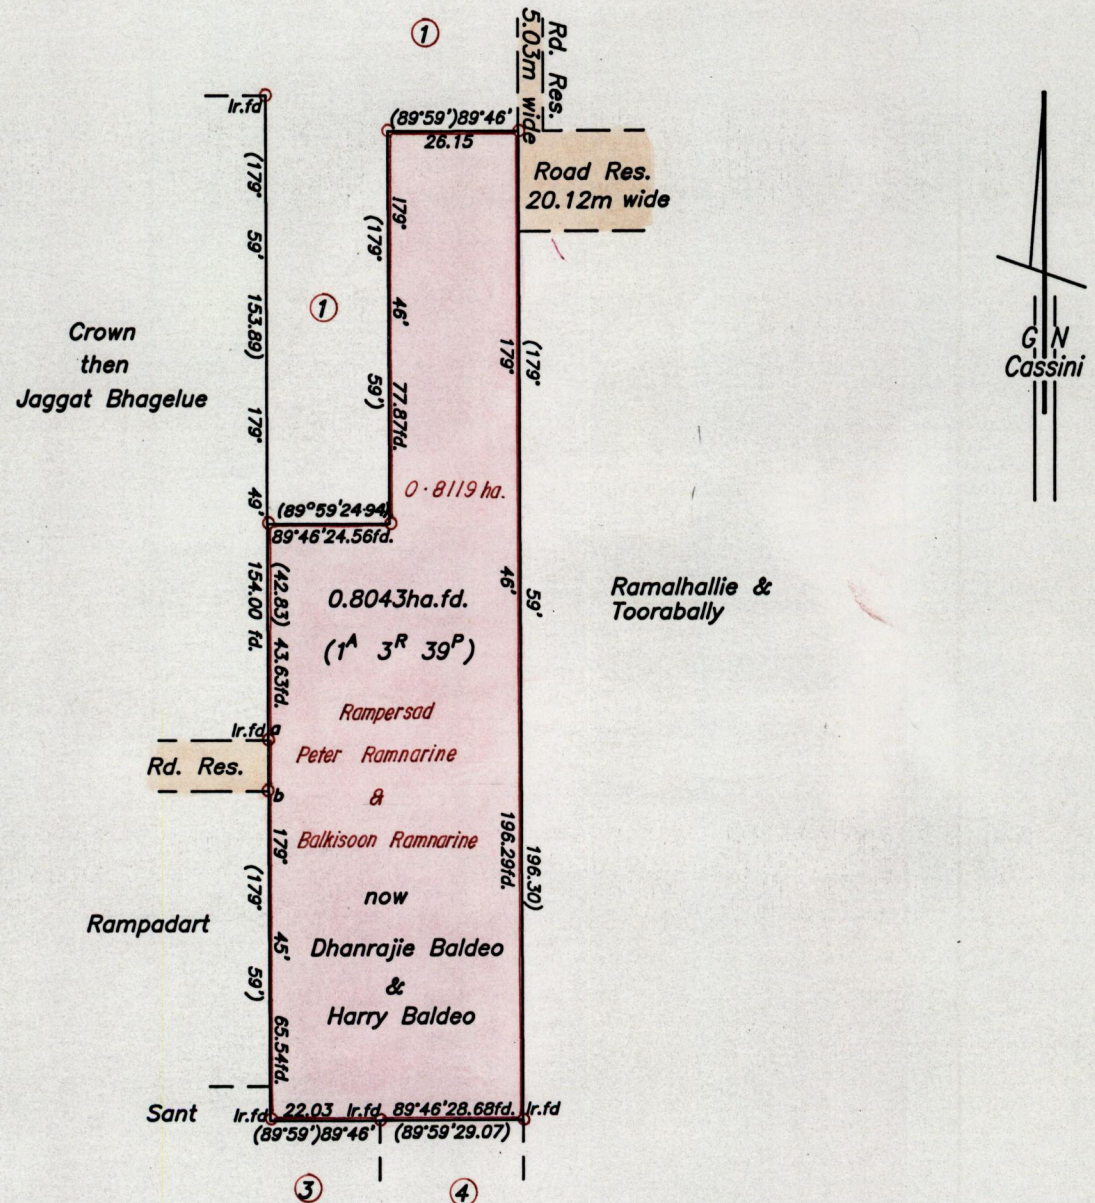 1
Rd. Res.
5.03m wide
Ir.fd
(89°59')89°46'
26.15
Road Res.
20.12m wide
(179° 59' 153.89)
179° 49' 154.00 fd.
179° 46' 77.87fd.
(179° 59')
1
(179° 59' 196.30)
179° 46' 196.29fd.
Crown
then
Jaggat Bhagelue
G N
Cassini
0.8119 ha.
(89°59'24.94)
89°46'24.56fd.
(42.83) 43.63fd.
0.8043ha.fd.
(1A 3R 39P)
Ramalhallie &
Toorabally
Rampersad
Ir.fd a
Peter Ramnarine
Rd. Res.
&
b
Balkisoon Ramnarine
179° 45' 65.54fd.
(179° 59')
now
Rampadart
Dhanrajie Baldeo
&
Harry Baldeo
Sant
Ir.fd 22.03 Ir.fd 89°46'28.68fd. Ir.fd
(89°59')89°46' (89°59'29.07)
3 4